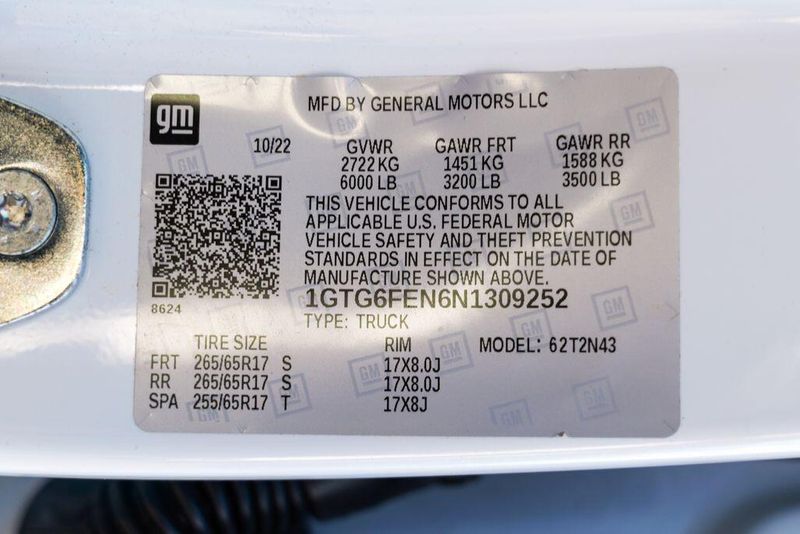 gm
MFD BY GENERAL MOTORS LLC
10/22 GVWR GAWR FRT GAWR RR
2722 KG 1451 KG 1588 KG
6000 LB 3200 LB 3500 LB
THIS VEHICLE CONFORMS TO ALL
APPLICABLE U.S. FEDERAL MOTOR
VEHICLE SAFETY AND THEFT PREVENTION
STANDARDS IN EFFECT ON THE DATE OF
MANUFACTURE SHOWN ABOVE.
8624
1GTG6FEN6N1309252
TYPE: TRUCK
TIRE SIZE RIM MODEL: 62T2N43
FRT 265/65R17 S 17X8.0J
RR 265/65R17 S 17X8.0J
SPA 255/65R17 T 17X8J